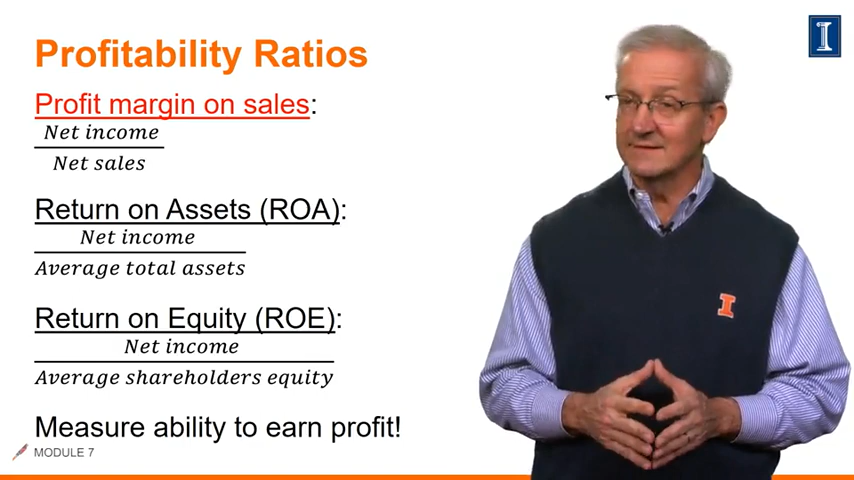 Profitability Ratios
Profit margin on sales:
Net income
Net sales
Return on Assets (ROA):
Net income
Average total assets
Return on Equity (ROE):
Net income
Average shareholders equity
Measure ability to earn profit!
MODULE 7
I
I